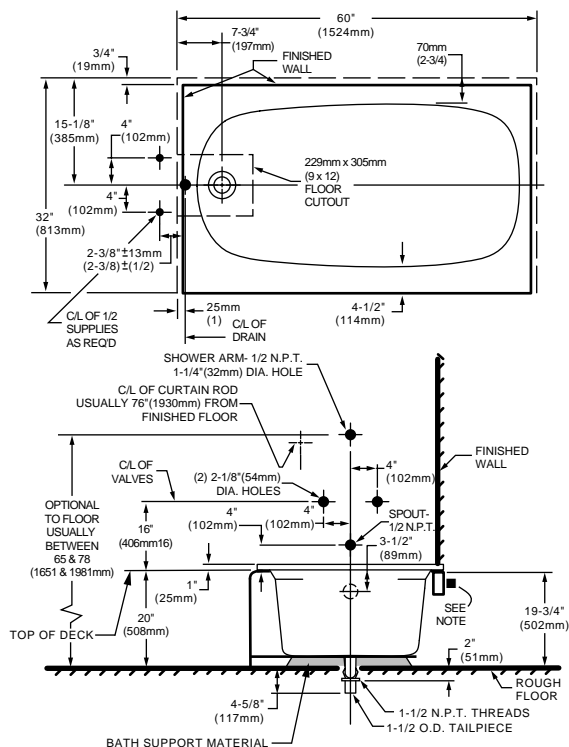 60"
(1524mm)
7-3/4"
(197mm)
3/4"
(19mm)
FINISHED
WALL
70mm
(2-3/4)
15-1/8"
(385mm)
4"
(102mm)
229mm x 305mm
(9 x 12)
FLOOR
CUTOUT
4"
(102mm)
32"
(813mm)
2-3/8"±13mm
(2-3/8)±(1/2)
C/L OF 1/2
SUPPLIES
AS REQ'D
25mm
(1)
C/L OF
DRAIN
4-1/2"
(114mm)
SHOWER ARM- 1/2 N.P.T.
1-1/4"(32mm) DIA. HOLE
C/L OF CURTAIN ROD
USUALLY 76"(1930mm) FROM
FINISHED FLOOR
FINISHED
WALL
C/L OF
VALVES
(2) 2-1/8"(54mm)
DIA. HOLES
4"
(102mm)
OPTIONAL
TO FLOOR
USUALLY
BETWEEN
65 & 78
(1651 & 1981mm)
16"
(406mm16)
4"
(102mm)
4"
(102mm)
SPOUT-
1/2 N.P.T.
3-1/2"
(89mm)
1"
(25mm)
TOP OF DECK
20"
(508mm)
SEE
NOTE
19-3/4"
(502mm)
2"
(51mm)
4-5/8"
(117mm)
ROUGH
FLOOR
1-1/2 N.P.T. THREADS
1-1/2 O.D. TAILPIECE
BATH SUPPORT MATERIAL